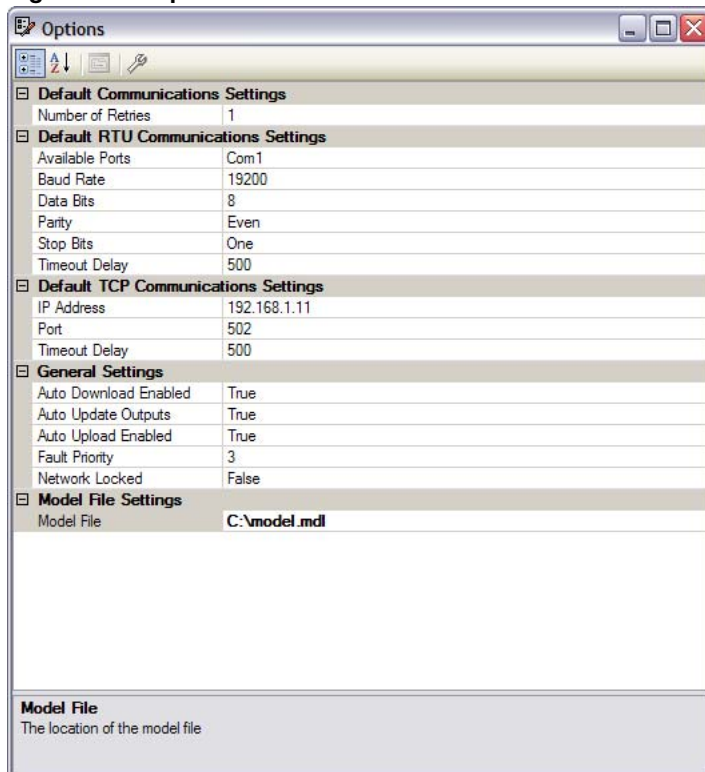 Options
Default Communications Settings
Number of Retries 1
Default RTU Communications Settings
Available Ports Com1
Baud Rate 19200
Data Bits 8
Parity Even
Stop Bits One
Timeout Delay 500
Default TCP Communications Settings
IP Address 192.168.1.11
Port 502
Timeout Delay 500
General Settings
Auto Download Enabled True
Auto Update Outputs True
Auto Upload Enabled True
Fault Priority 3
Network Locked False
Model File Settings
Model File C:\model.mdl
Model File
The location of the model file